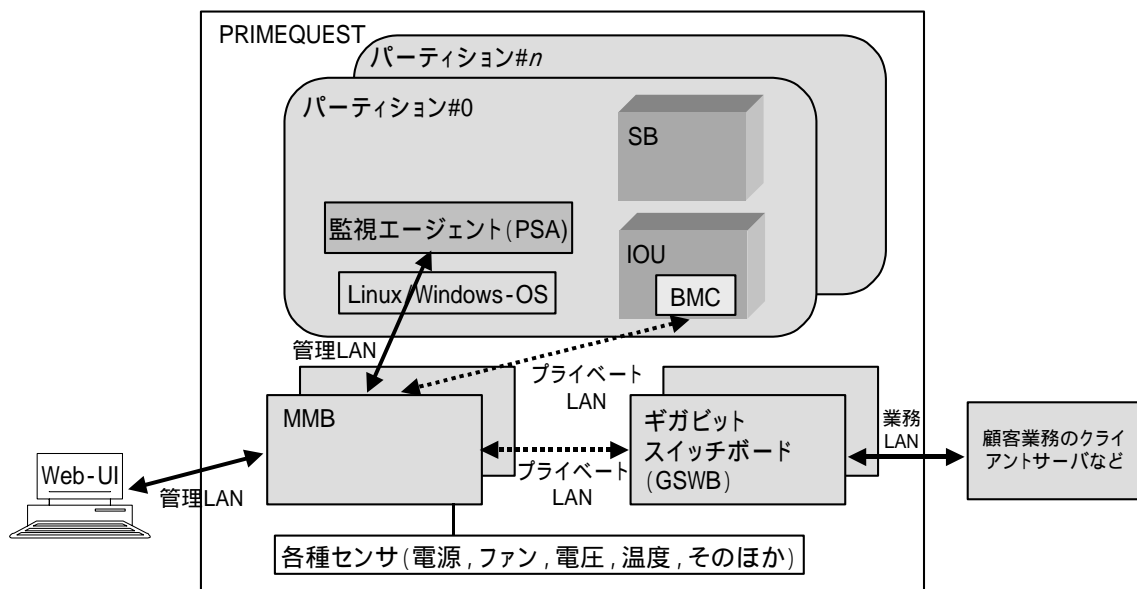 PRIMEQUEST
パーティション#n
パーティション#0
SB
監視エージェント(PSA)
IOU
Linux/Windows-OS
BMC
管理LAN
プライベート
LAN
MMB
ギガビット
スイッチボード
(GSWB)
業務
LAN
顧客業務のクライ
アントサーバなど
Web-UI
管理LAN
プライベート
LAN
各種センサ(電源,ファン,電圧,温度,そのほか)